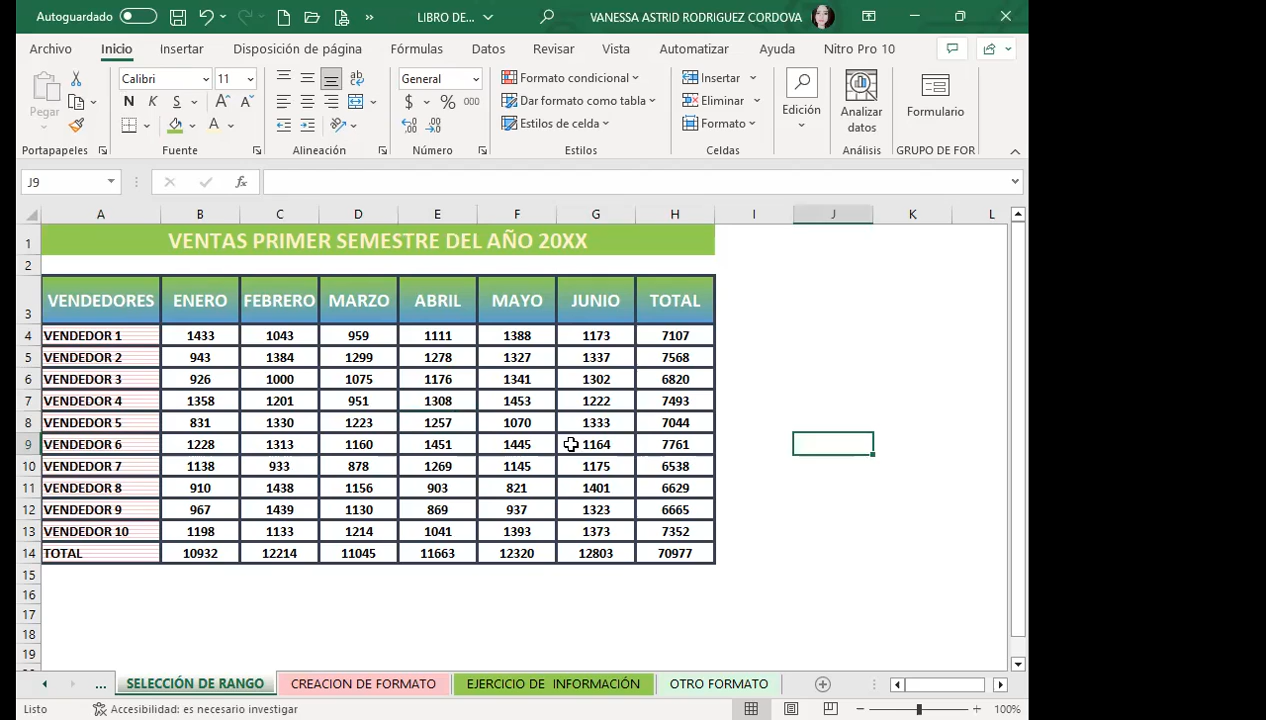 Autoguardado LIBRO DE... VANESSA ASTRID RODRIGUEZ CORDOVA
Archivo Inicio Insertar Disposición de página Fórmulas Datos Revisar Vista Automatizar Ayuda Nitro Pro 10
Pegar
Portapapeles
Calibri 11
N K S
A A
A
Fuente
ab
Alineación
General
$ % 000
Número
Formato condicional
Dar formato como tabla
Estilos de celda
Estilos
Insertar
Eliminar
Formato
Celdas
Edición
Analizar
datos
Análisis
Formulario
GRUPO DE FOR
J9 fx
A B C D E F G H I J K L
1 VENTAS PRIMER SEMESTRE DEL AÑO 20XX
2
3 VENDEDORES ENERO FEBRERO MARZO ABRIL MAYO JUNIO TOTAL
4 VENDEDOR 1 1433 1043 959 1111 1388 1173 7107
5 VENDEDOR 2 943 1384 1299 1278 1327 1337 7568
6 VENDEDOR 3 926 1000 1075 1176 1341 1302 6820
7 VENDEDOR 4 1358 1201 951 1308 1453 1222 7493
8 VENDEDOR 5 831 1330 1223 1257 1070 1333 7044
9 VENDEDOR 6 1228 1313 1160 1451 1445 1164 7761
10 VENDEDOR 7 1138 933 878 1269 1145 1175 6538
11 VENDEDOR 8 910 1438 1156 903 821 1401 6629
12 VENDEDOR 9 967 1439 1130 869 937 1323 6665
13 VENDEDOR 10 1198 1133 1214 1041 1393 1373 7352
14 TOTAL 10932 12214 11045 11663 12320 12803 70977
15
16
17
18
19
... SELECCIÓN DE RANGO CREACION DE FORMATO EJERCICIO DE INFORMACIÓN OTRO FORMATO
Listo Accesibilidad: es necesario investigar 100%